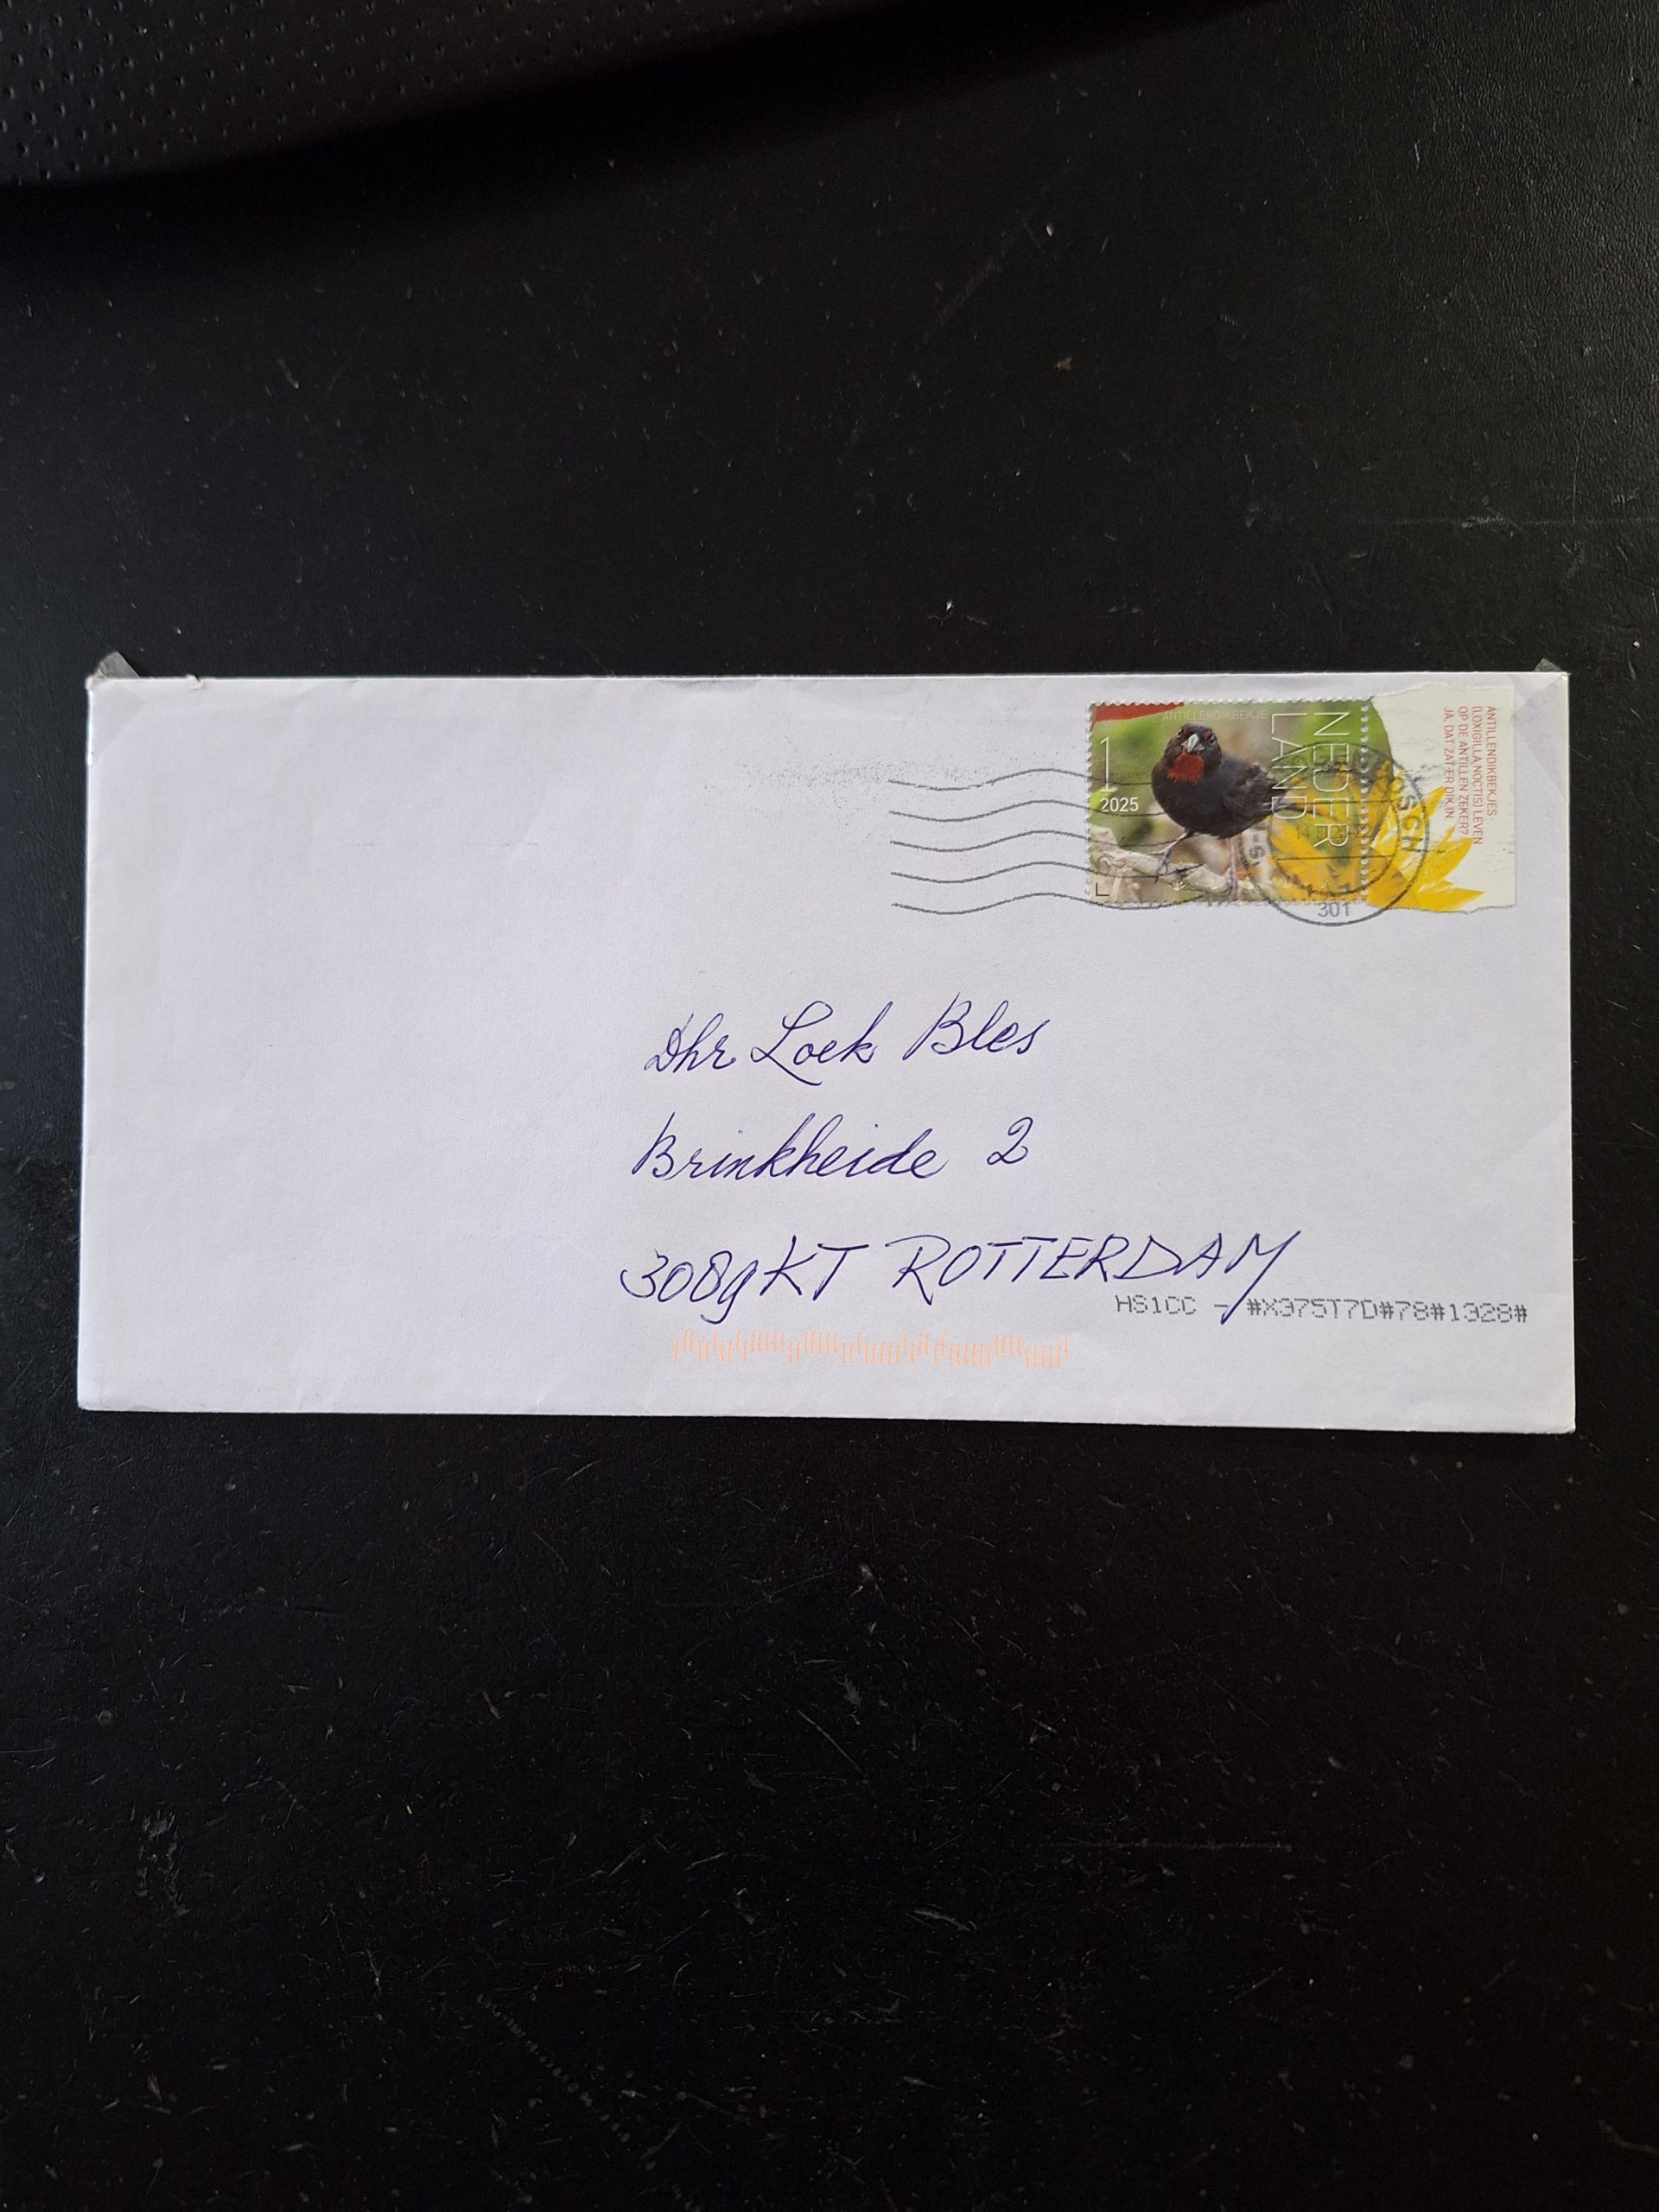 ANTILLENDIKBEKJE
NEDER
LAND
1
2025
ANTILLENDIKBEKJES
(LOXIGILLA NOCTIS) LEVEN
OP DE ANTILLEN ZEKER?
JA, DAT ZAT ER DIK IN.
301
Dhr Loek Bles
Brinkheide 2
3089KT ROTTERDAM
HS1CC - #X375T7D#78#1328#